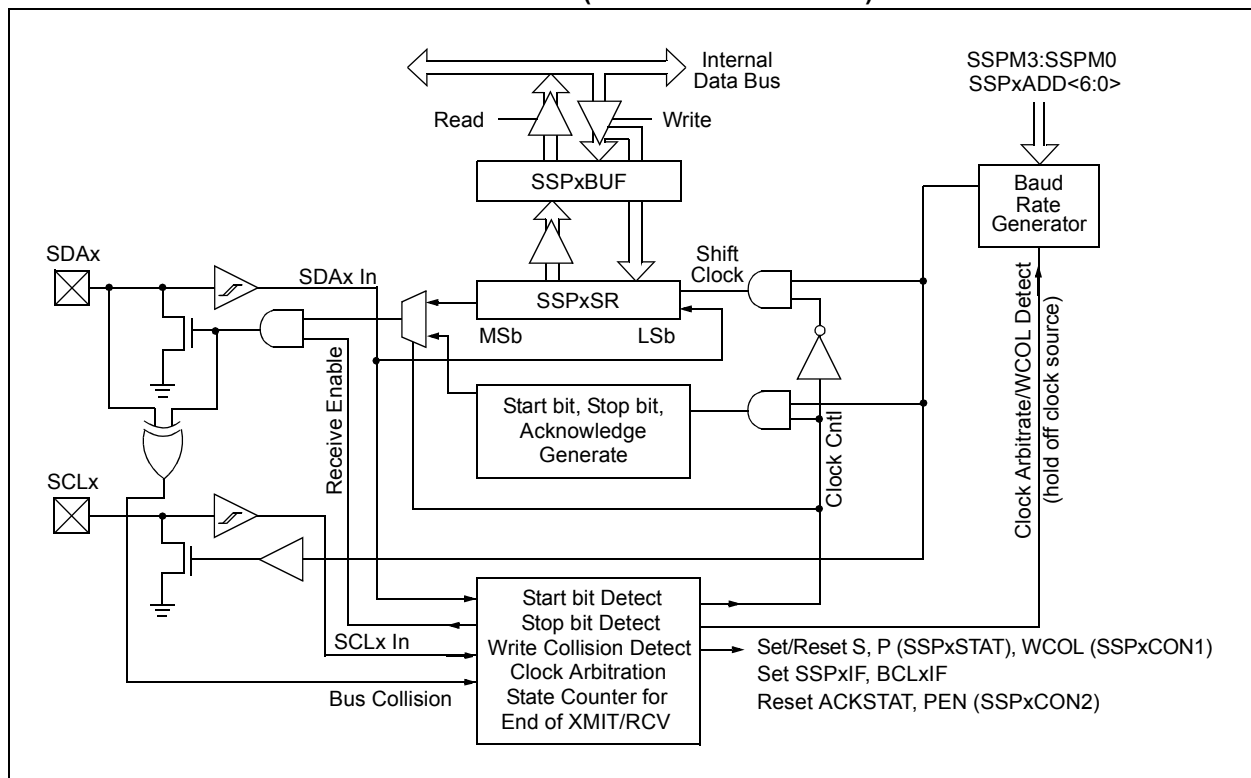 Internal
Data Bus
SSPM3:SSPM0
SSPxADD<6:0>
Read
Write
SSPxBUF
Baud
Rate
Generator
SDAx
SDAx In
Shift
Clock
SSPxSR
MSb
LSb
Start bit, Stop bit,
Acknowledge
Generate
Receive Enable
Clock Cntl
Clock Arbitrate/WCOL Detect
(hold off clock source)
SCLx
SCLx In
Bus Collision
Start bit Detect
Stop bit Detect
Write Collision Detect
Clock Arbitration
State Counter for
End of XMIT/RCV
Set/Reset S, P (SSPxSTAT), WCOL (SSPxCON1)
Set SSPxIF, BCLxIF
Reset ACKSTAT, PEN (SSPxCON2)